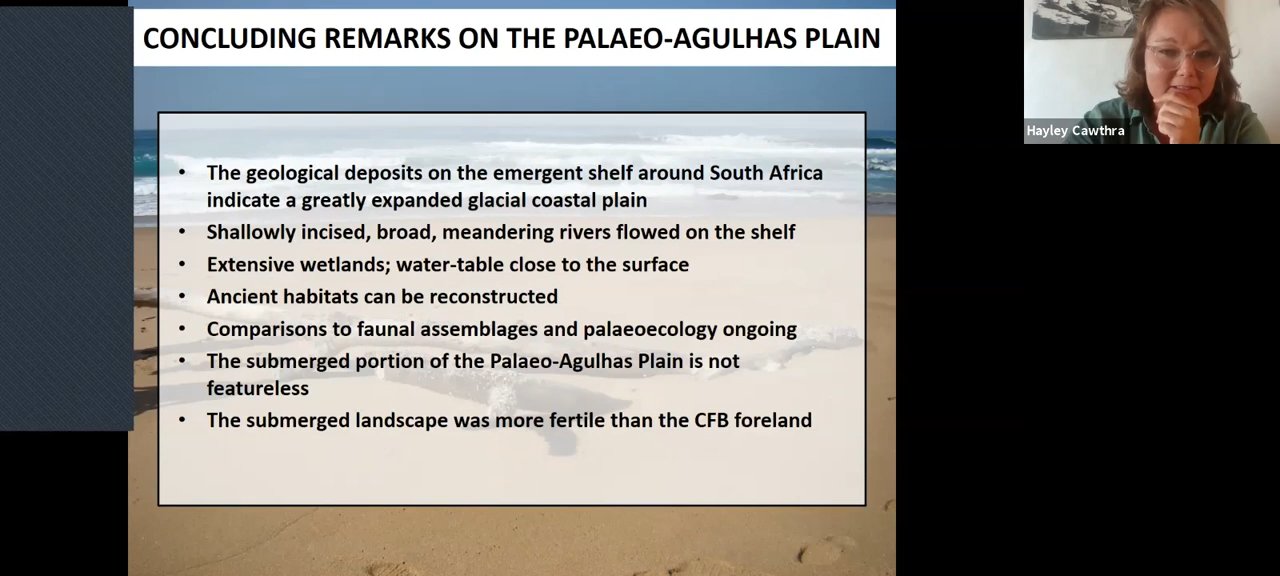 CONCLUDING REMARKS ON THE PALAEO-AGULHAS PLAIN
Hayley Cawthra
• The geological deposits on the emergent shelf around South Africa
indicate a greatly expanded glacial coastal plain
• Shallowly incised, broad, meandering rivers flowed on the shelf
• Extensive wetlands; water-table close to the surface
• Ancient habitats can be reconstructed
• Comparisons to faunal assemblages and palaeoecology ongoing
• The submerged portion of the Palaeo-Agulhas Plain is not
featureless
• The submerged landscape was more fertile than the CFB foreland